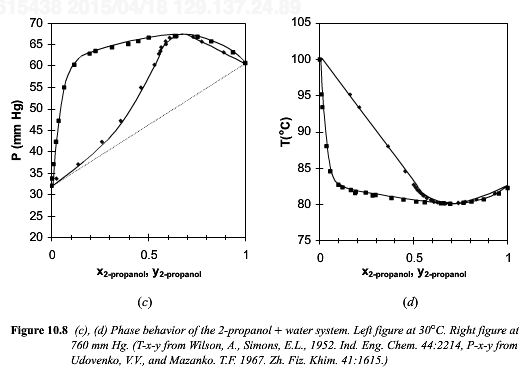 615438 2015/04/18 129.137.24.89
70
65
60
55
50
45
40
35
30
25
20
P (mm Hg)
0
0.5
1
x2-propanol, y2-propanol
(c)
105
100
95
90
85
80
75
T(°C)
0
0.5
1
x2-propanol, y2-propanol
(d)
Figure 10.8 (c), (d) Phase behavior of the 2-propanol + water system. Left figure at 30°C. Right figure at
760 mm Hg. (T-x-y from Wilson, A., Simons, E.L., 1952. Ind. Eng. Chem. 44:2214, P-x-y from
Udovenko, V.V., and Mazanko. T.F. 1967. Zh. Fiz. Khim. 41:1615.)